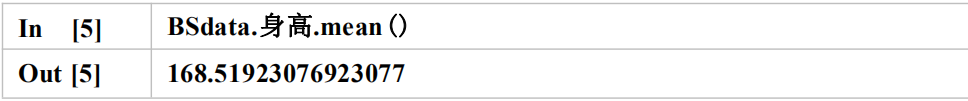 In [5] BSdata.身高.mean()
Out [5] 168.51923076923077